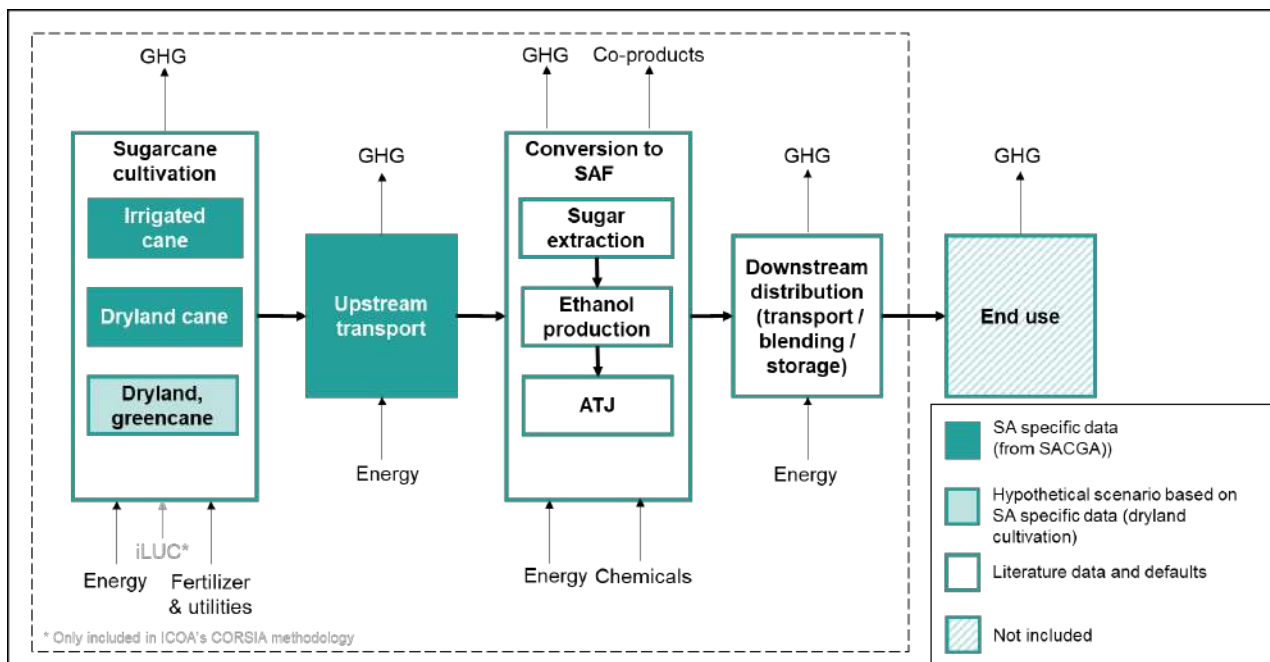 GHG
GHG
Co-products
Sugarcane
cultivation
Irrigated
cane
Dryland cane
Dryland,
greencane
Energy
iLUC*
Fertilizer
& utilities
GHG
Upstream
transport
Energy
Conversion to
SAF
Sugar
extraction
Ethanol
production
ATJ
Energy
Chemicals
GHG
Downstream
distribution
(transport /
blending /
storage)
Energy
GHG
End use
* Only included in ICOA's CORSIA methodology
SA specific data
(from SACGA))
Hypothetical scenario based on
SA specific data (dryland
cultivation)
Literature data and defaults
Not included